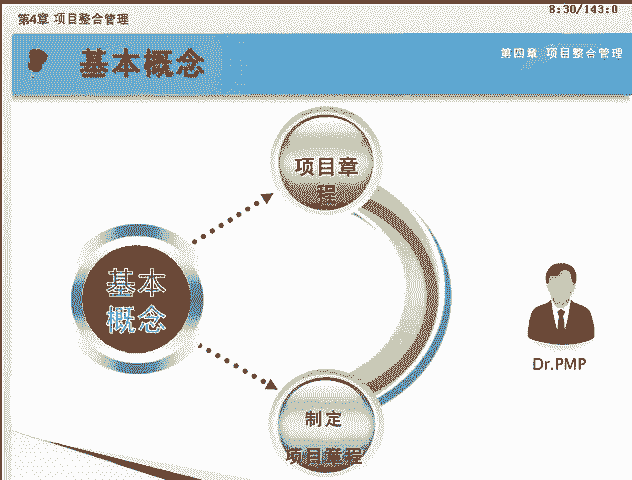 第4章 项目整合管理
8:30/143:0
基本概念
第四章 项目整合管理
项目章
程
基本
概念
Dr.PMP
制定
项目章程